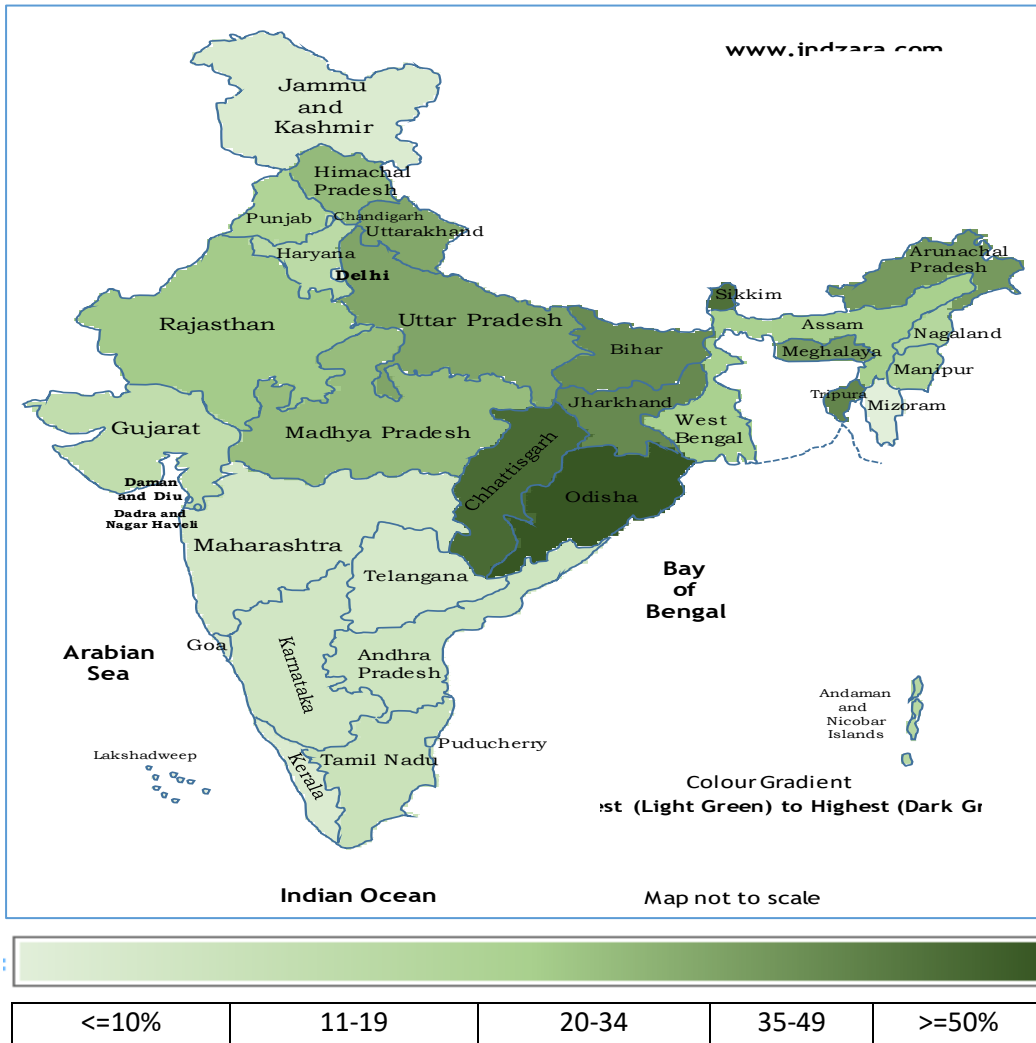 www.indzara.com
Jammu
and
Kashmir
Himachal
Pradesh
Punjab
Chandigarh
Uttarakhand
Haryana
Delhi
Arunachal
Pradesh
Sikkim
Rajasthan
Uttar Pradesh
Assam
Nagaland
Bihar
Meghalaya
Manipur
Jharkhand
Tripura
Mizoram
Gujarat
Madhya Pradesh
West
Bengal
Chhattisgarh
Daman
and Diu
Dadra and
Nagar Haveli
Odisha
Maharashtra
Telangana
Bay
of
Bengal
Goa
Arabian
Sea
Karnataka
Andhra
Pradesh
Andaman
and
Nicobar
Islands
Lakshadweep
Kerala
Tamil Nadu
Puducherry
Colour Gradient
st (Light Green) to Highest (Dark Gr
Indian Ocean
Map not to scale
<=10% 11-19 20-34 35-49 >=50%